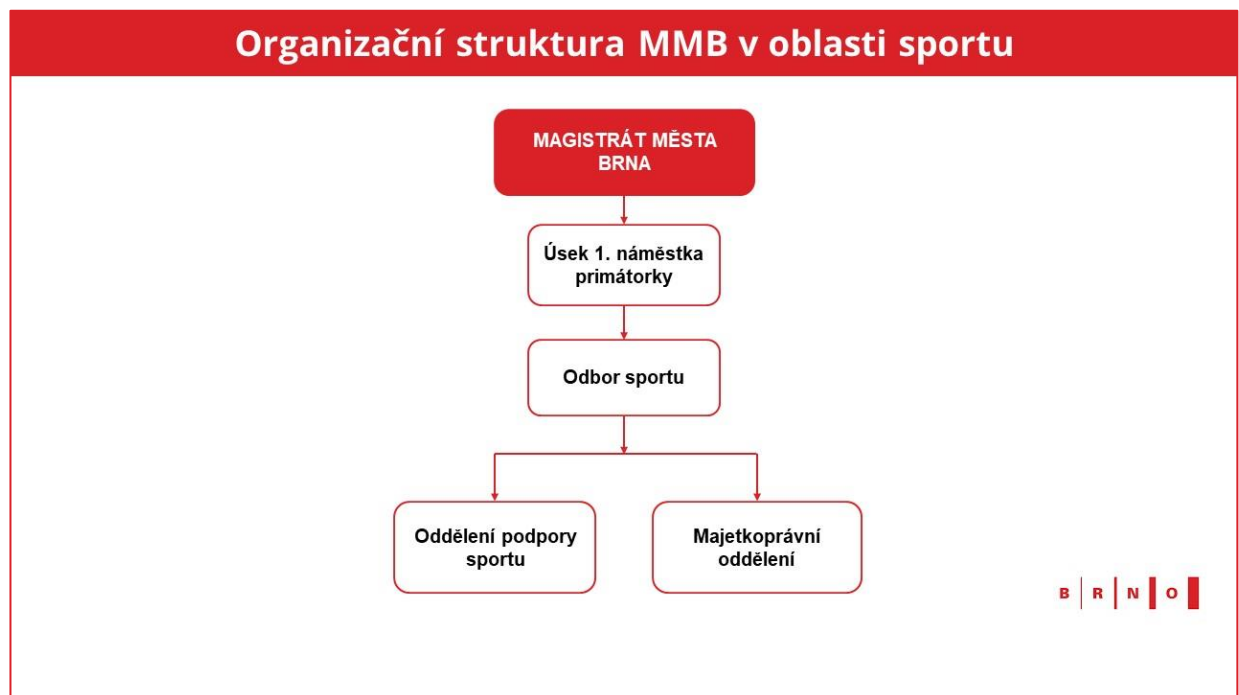 Organizační struktura MMB v oblasti sportu
MAGISTRÁT MĚSTA
BRNA
Úsek 1. náměstka
primátorky
Odbor sportu
Oddělení podpory
sportu
Majetkoprávní
oddělení
B R N O